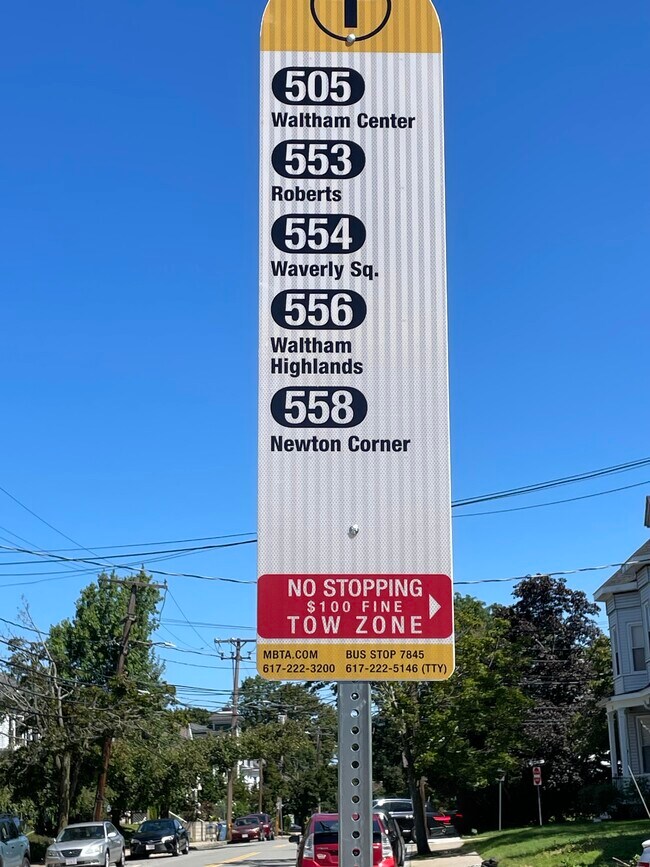 T
505
Waltham Center
553
Roberts
554
Waverly Sq.
556
Waltham
Highlands
558
Newton Corner
NO STOPPING
$100 FINE
TOW ZONE
MBTA.COM BUS STOP 7845
617-222-3200 617-222-5146 (TTY)